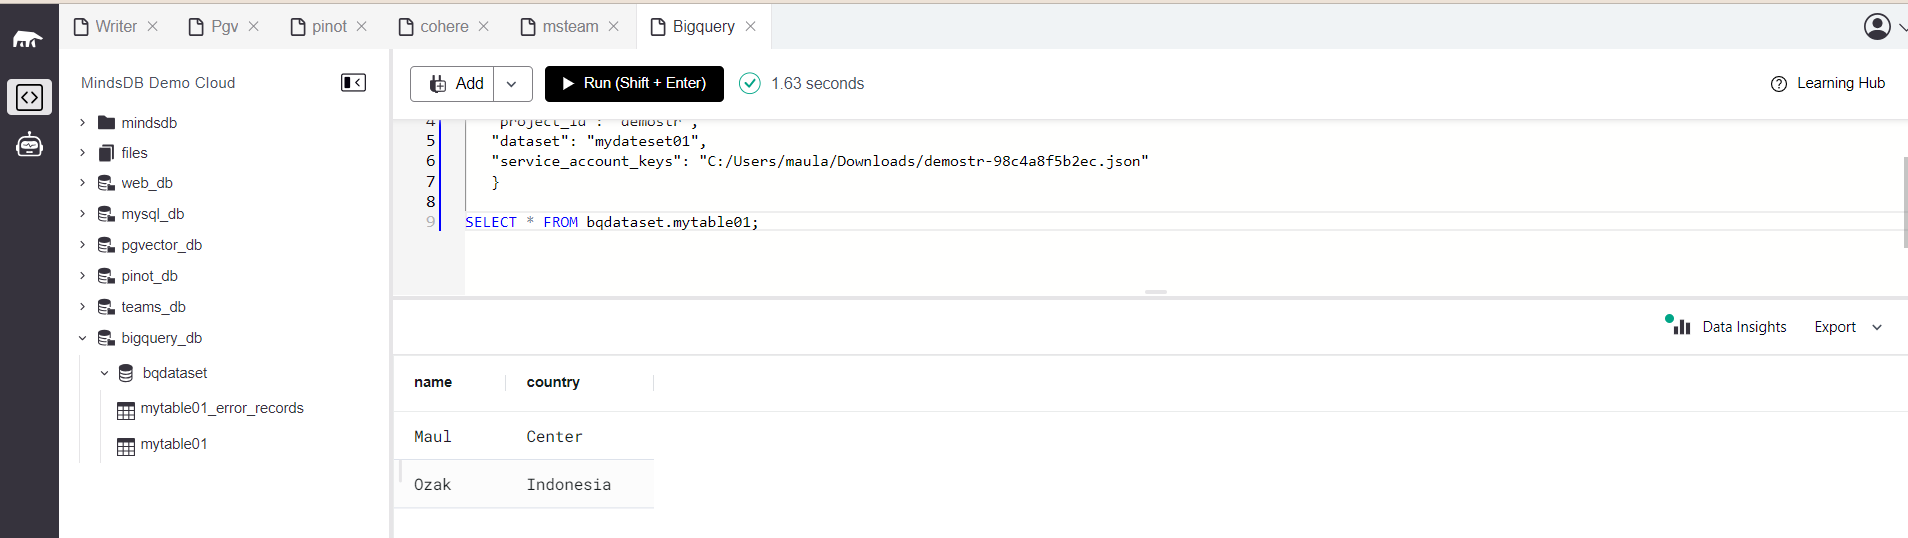 Writer Pgv pinot cohere msteam Bigquery
MindsDB Demo Cloud
Add Run (Shift + Enter) 1.63 seconds Learning Hub
mindsdb
files
web_db
mysql_db
pgvector_db
pinot_db
teams_db
bigquery_db
bqdataset
mytable01_error_records
mytable01
4 "project_id": "demostr",
5 "dataset": "mydateset01",
6 "service_account_keys": "C:/Users/maula/Downloads/demostr-98c4a8f5b2ec.json"
7 }
8
9 SELECT * FROM bqdataset.mytable01;
Data Insights Export
name country
Maul Center
Ozak Indonesia